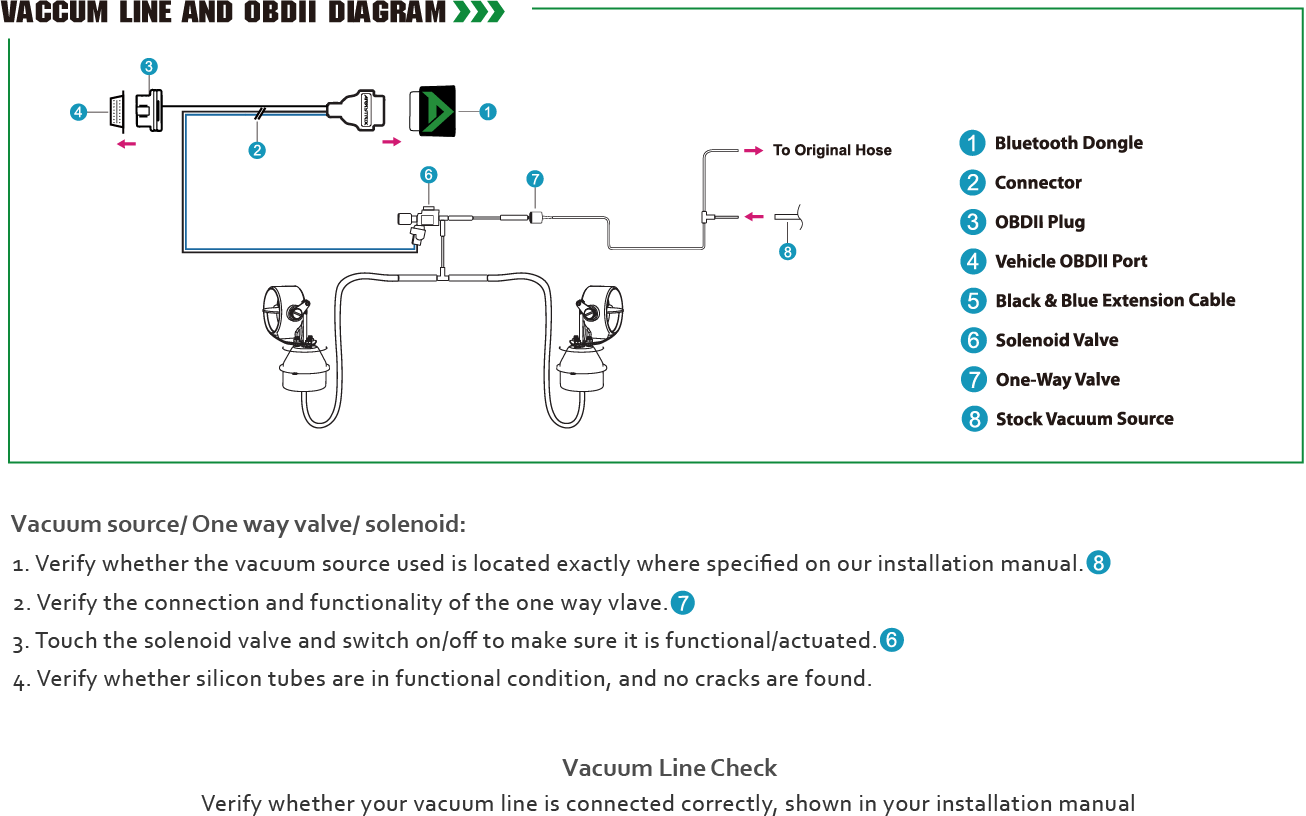 VACCUM LINE AND OBDII DIAGRAM
3
4
1
2
To Original Hose
6
7
8
1 Bluetooth Dongle
2 Connector
3 OBDII Plug
4 Vehicle OBDII Port
5 Black & Blue Extension Cable
6 Solenoid Valve
7 One-Way Valve
8 Stock Vacuum Source
Vacuum source/ One way valve/ solenoid:
1. Verify whether the vacuum source used is located exactly where specified on our installation manual. 8
2. Verify the connection and functionality of the one way vlave. 7
3. Touch the solenoid valve and switch on/off to make sure it is functional/actuated. 6
4. Verify whether silicon tubes are in functional condition, and no cracks are found.
Vacuum Line Check
Verify whether your vacuum line is connected correctly, shown in your installation manual